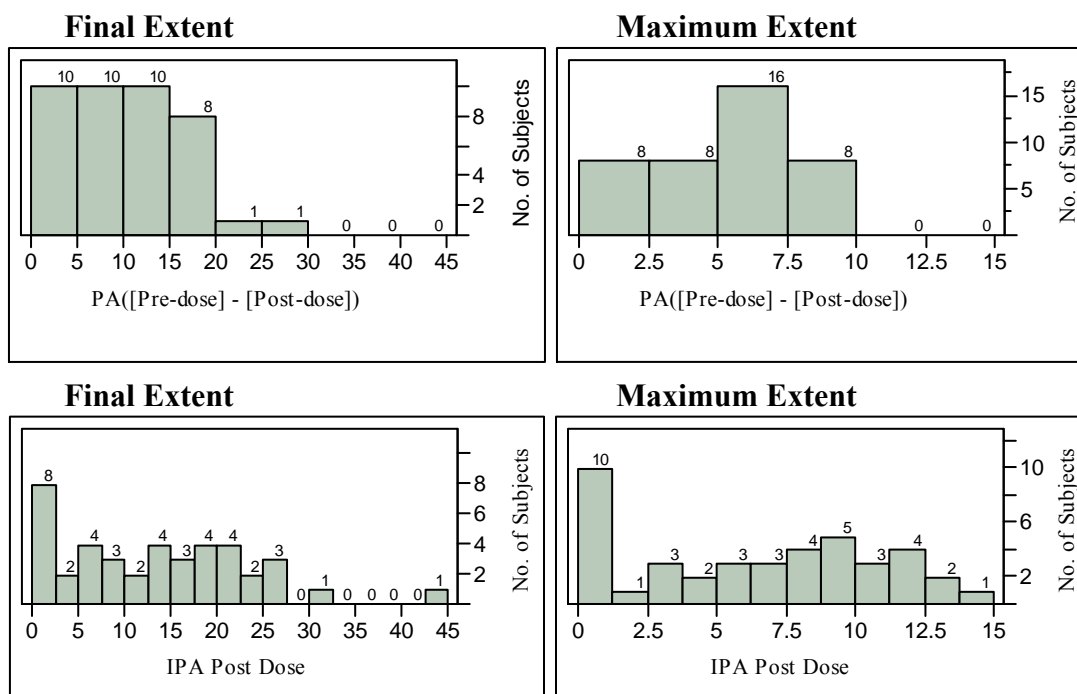 Final Extent
10 10 10 8 1 1 0 0 0
8
4
2
No. of Subjects
0 5 10 15 20 25 30 35 40 45
PA([Pre-dose] - [Post-dose])
Maximum Extent
8 8 16 8 0 0
15
10
5
No. of Subjects
0 2.5 5 7.5 10 12.5 15
PA([Pre-dose] - [Post-dose])
Final Extent
8 2 4 3 2 4 3 4 4 2 3 0 1 0 0 0 0 1
8
6
4
2
No. of Subjects
0 5 10 15 20 25 30 35 40 45
IPA Post Dose
Maximum Extent
10 1 3 2 3 3 4 5 3 4 2 1
10
6
4
2
No. of Subjects
0 2.5 5 7.5 10 12.5 15
IPA Post Dose